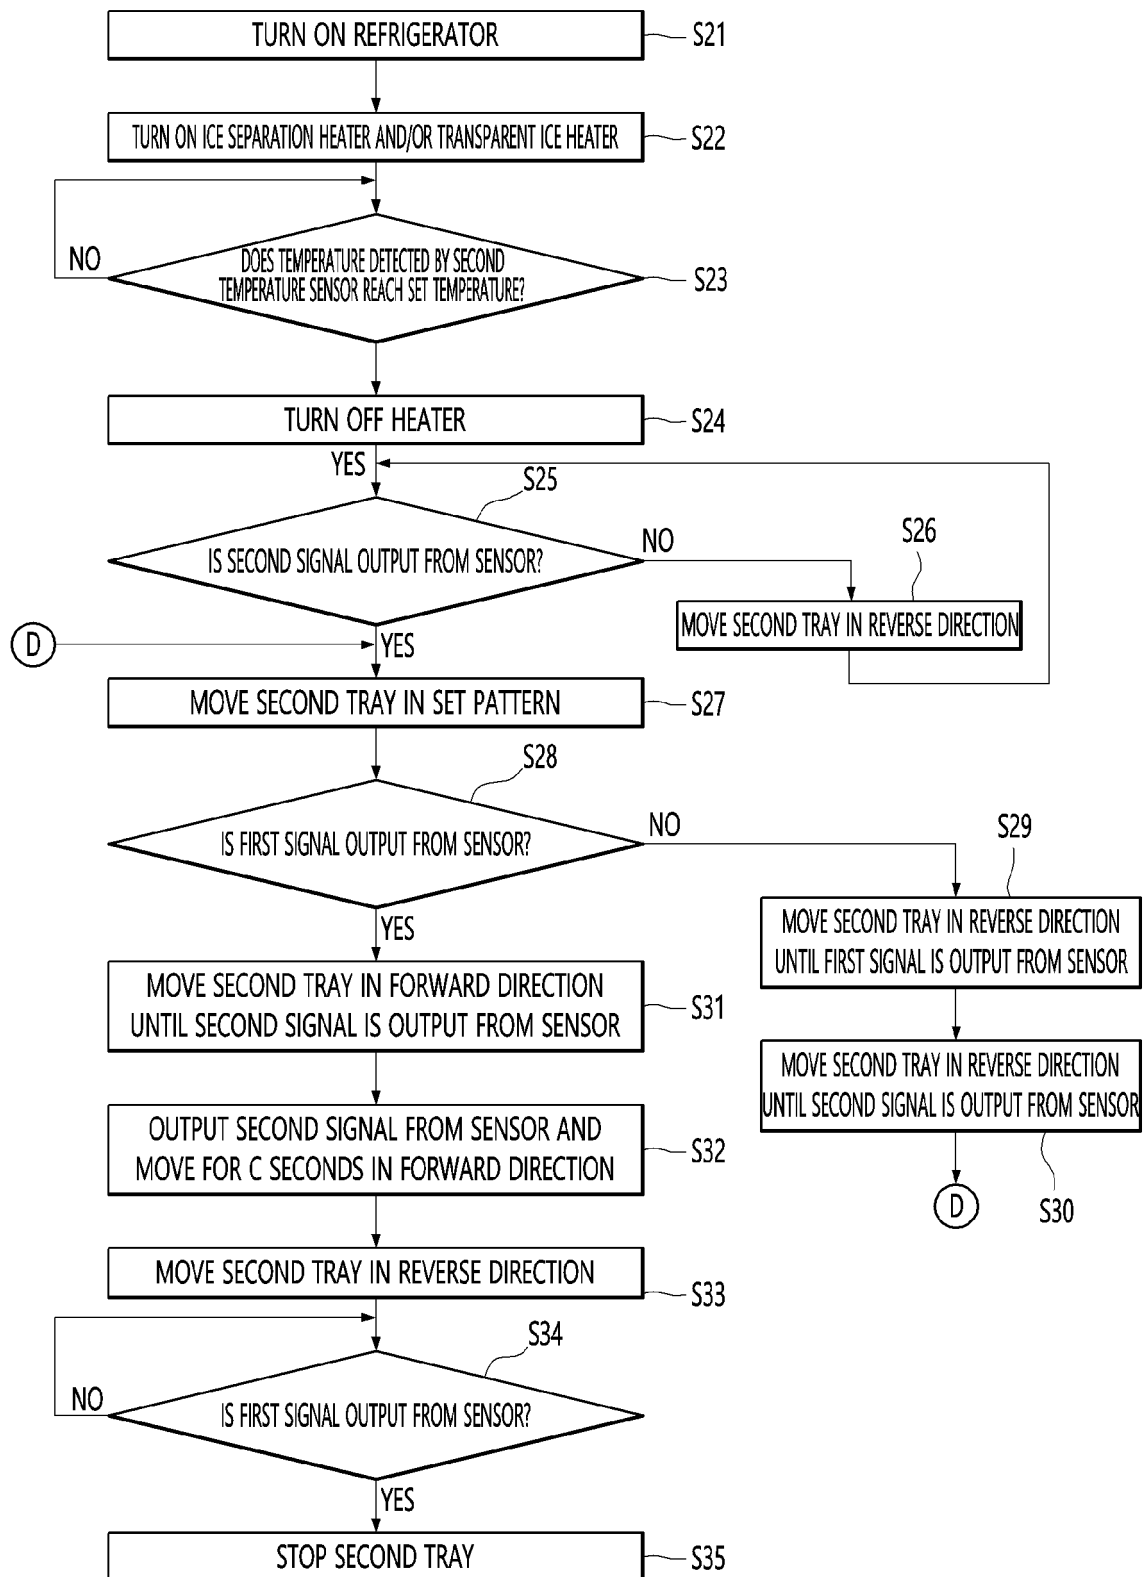 TURN ON REFRIGERATOR
S21
TURN ON ICE SEPARATION HEATER AND/OR TRANSPARENT ICE HEATER
S22
NO
DOES TEMPERATURE DETECTED BY SECOND
TEMPERATURE SENSOR REACH SET TEMPERATURE?
S23
TURN OFF HEATER
S24
YES
S25
IS SECOND SIGNAL OUTPUT FROM SENSOR?
NO
S26
MOVE SECOND TRAY IN REVERSE DIRECTION
D
YES
MOVE SECOND TRAY IN SET PATTERN
S27
S28
IS FIRST SIGNAL OUTPUT FROM SENSOR?
NO
S29
MOVE SECOND TRAY IN REVERSE DIRECTION
UNTIL FIRST SIGNAL IS OUTPUT FROM SENSOR
YES
MOVE SECOND TRAY IN FORWARD DIRECTION
UNTIL SECOND SIGNAL IS OUTPUT FROM SENSOR
S31
MOVE SECOND TRAY IN REVERSE DIRECTION
UNTIL SECOND SIGNAL IS OUTPUT FROM SENSOR
S30
D
OUTPUT SECOND SIGNAL FROM SENSOR AND
MOVE FOR C SECONDS IN FORWARD DIRECTION
S32
MOVE SECOND TRAY IN REVERSE DIRECTION
S33
S34
NO
IS FIRST SIGNAL OUTPUT FROM SENSOR?
YES
STOP SECOND TRAY
S35